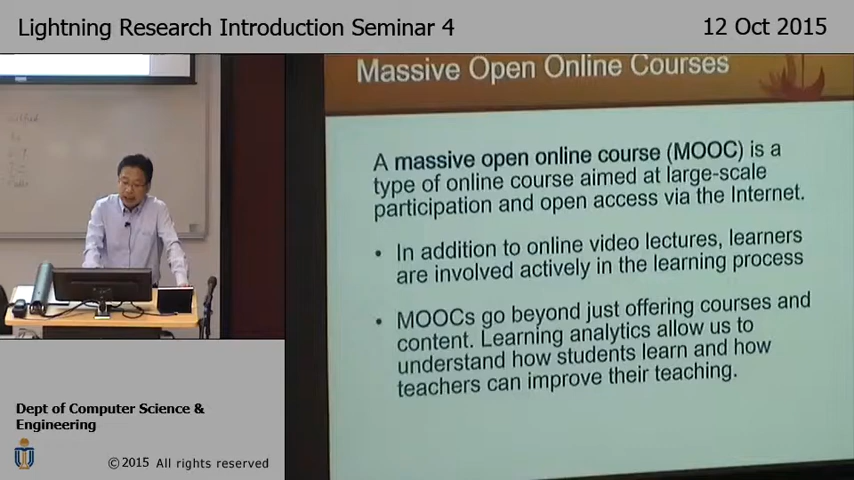 Lightning Research Introduction Seminar 4
12 Oct 2015
Massive Open Online Courses
A massive open online course (MOOC) is a
type of online course aimed at large-scale
participation and open access via the Internet.
• In addition to online video lectures, learners
are involved actively in the learning process
• MOOCs go beyond just offering courses and
content. Learning analytics allow us to
understand how students learn and how
teachers can improve their teaching.
Dept of Computer Science &
Engineering
©2015 All rights reserved